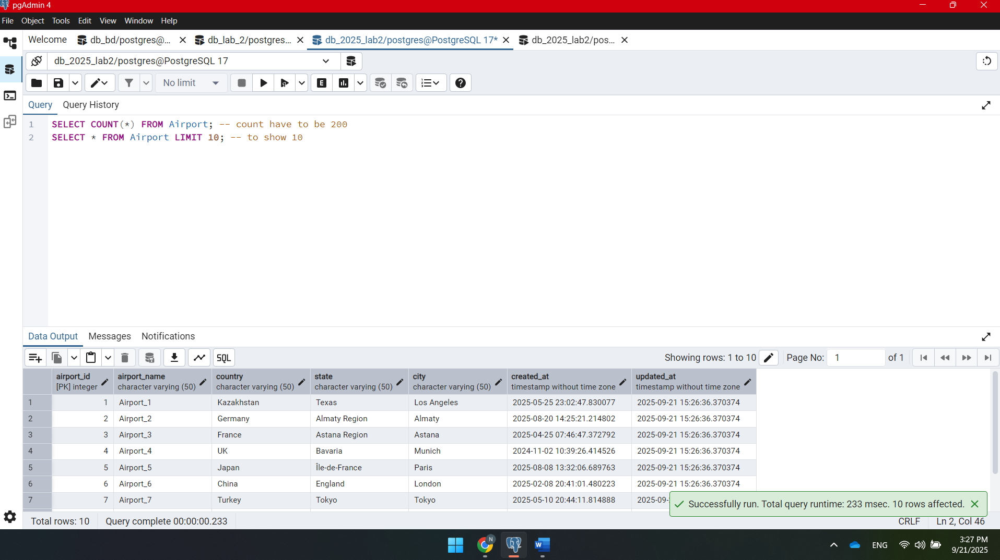 pgAdmin 4
File Object Tools Edit View Window Help
Welcome db_bd/postgres@... db_lab_2/postgres... db_2025_lab2/postgres@PostgreSQL 17* db_2025_lab2/pos...
db_2025_lab2/postgres@PostgreSQL 17
No limit
Query Query History
1 SELECT COUNT(*) FROM Airport; -- count have to be 200
2 SELECT * FROM Airport LIMIT 10; -- to show 10
Data Output Messages Notifications
SQL Showing rows: 1 to 10 Page No: 1 of 1
airport_id airport_name country state city created_at updated_at
[PK] integer character varying (50) character varying (50) character varying (50) character varying (50) timestamp without time zone timestamp without time zone
1 1 Airport_1 Kazakhstan Texas Los Angeles 2025-05-25 23:02:47.830077 2025-09-21 15:26:36.370374
2 2 Airport_2 Germany Almaty Region Almaty 2025-08-20 14:25:21.214802 2025-09-21 15:26:36.370374
3 3 Airport_3 France Astana Region Astana 2025-04-25 07:46:47.372792 2025-09-21 15:26:36.370374
4 4 Airport_4 UK Bavaria Munich 2024-11-02 10:39:26.414526 2025-09-21 15:26:36.370374
5 5 Airport_5 Japan Île-de-France Paris 2025-08-08 13:32:06.689763 2025-09-21 15:26:36.370374
6 6 Airport_6 China England London 2025-02-08 20:41:01.480223 2025-09-21 15:26:36.370374
7 7 Airport_7 Turkey Tokyo Tokyo 2025-05-10 20:44:11.814888 2025-09-
Successfully run. Total query runtime: 233 msec. 10 rows affected.
Total rows: 10 Query complete 00:00:00.233 CRLF Ln 2, Col 46
N W ENG 3:27 PM
9/21/2025